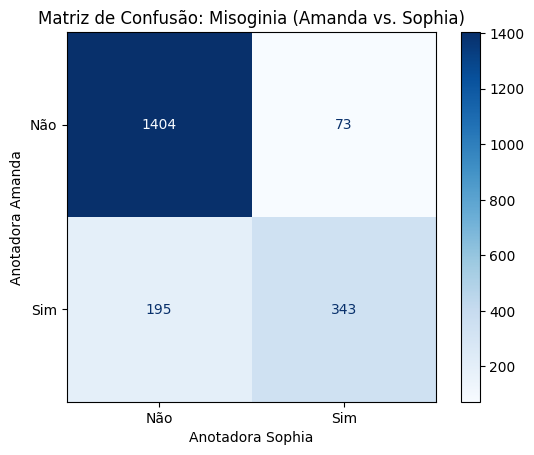 Matriz de Confusão: Misoginia (Amanda vs. Sophia)
Anotadora Amanda
Não
Sim
1404
73
195
343
Não
Sim
Anotadora Sophia
1400
1200
1000
800
600
400
200